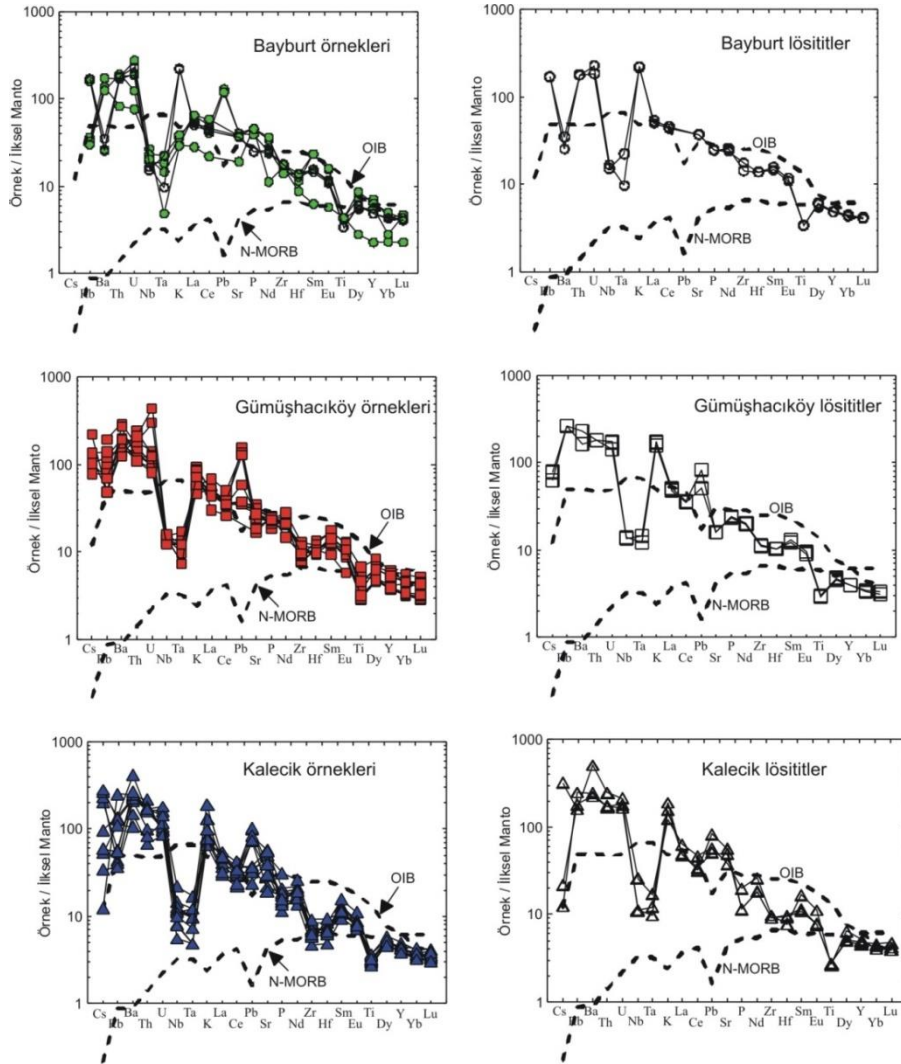 1000
100
10
1
Örnek / İlksel Manto
Bayburt örnekleri
OIB
N-MORB
Cs Rb Ba Th U Nb Ta K La Ce Pb Sr P Nd Zr Hf Sm Eu Ti Dy Y Yb Lu
1000
100
10
1
Örnek / İlksel Manto
Bayburt lösititler
OIB
N-MORB
Cs Rb Ba Th U Nb Ta K La Ce Pb Sr P Nd Zr Hf Sm Eu Ti Dy Y Yb Lu
1000
100
10
1
Örnek / İlksel Manto
Gümüşhacıköy örnekleri
OIB
N-MORB
Cs Rb Ba Th U Nb Ta K La Ce Pb Sr P Nd Zr Hf Sm Eu Ti Dy Y Yb Lu
1000
100
10
1
Örnek / İlksel Manto
Gümüşhacıköy lösititler
OIB
N-MORB
Cs Rb Ba Th U Nb Ta K La Ce Pb Sr P Nd Zr Hf Sm Eu Ti Dy Y Yb Lu
1000
100
10
1
Örnek / İlksel Manto
Kalecik örnekleri
OIB
N-MORB
Cs Rb Ba Th U Nb Ta K La Ce Pb Sr P Nd Zr Hf Sm Eu Ti Dy Y Yb Lu
1000
100
10
1
Örnek / İlksel Manto
Kalecik lösititler
OIB
N-MORB
Cs Rb Ba Th U Nb Ta K La Ce Pb Sr P Nd Zr Hf Sm Eu Ti Dy Y Yb Lu